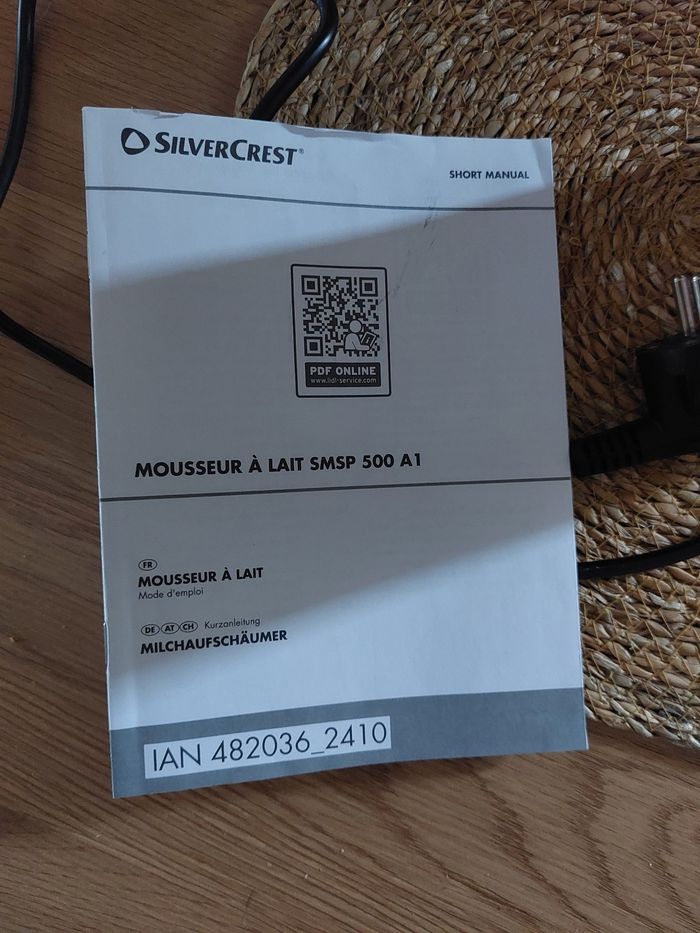 SILVERCREST®
SHORT MANUAL
PDF ONLINE
www.lidl-service.com
MOUSSEUR À LAIT SMSP 500 A1
FR
MOUSSEUR À LAIT
Mode d'emploi
DE AT CH Kurzanleitung
MILCHAUFSCHÄUMER
IAN 482036_2410